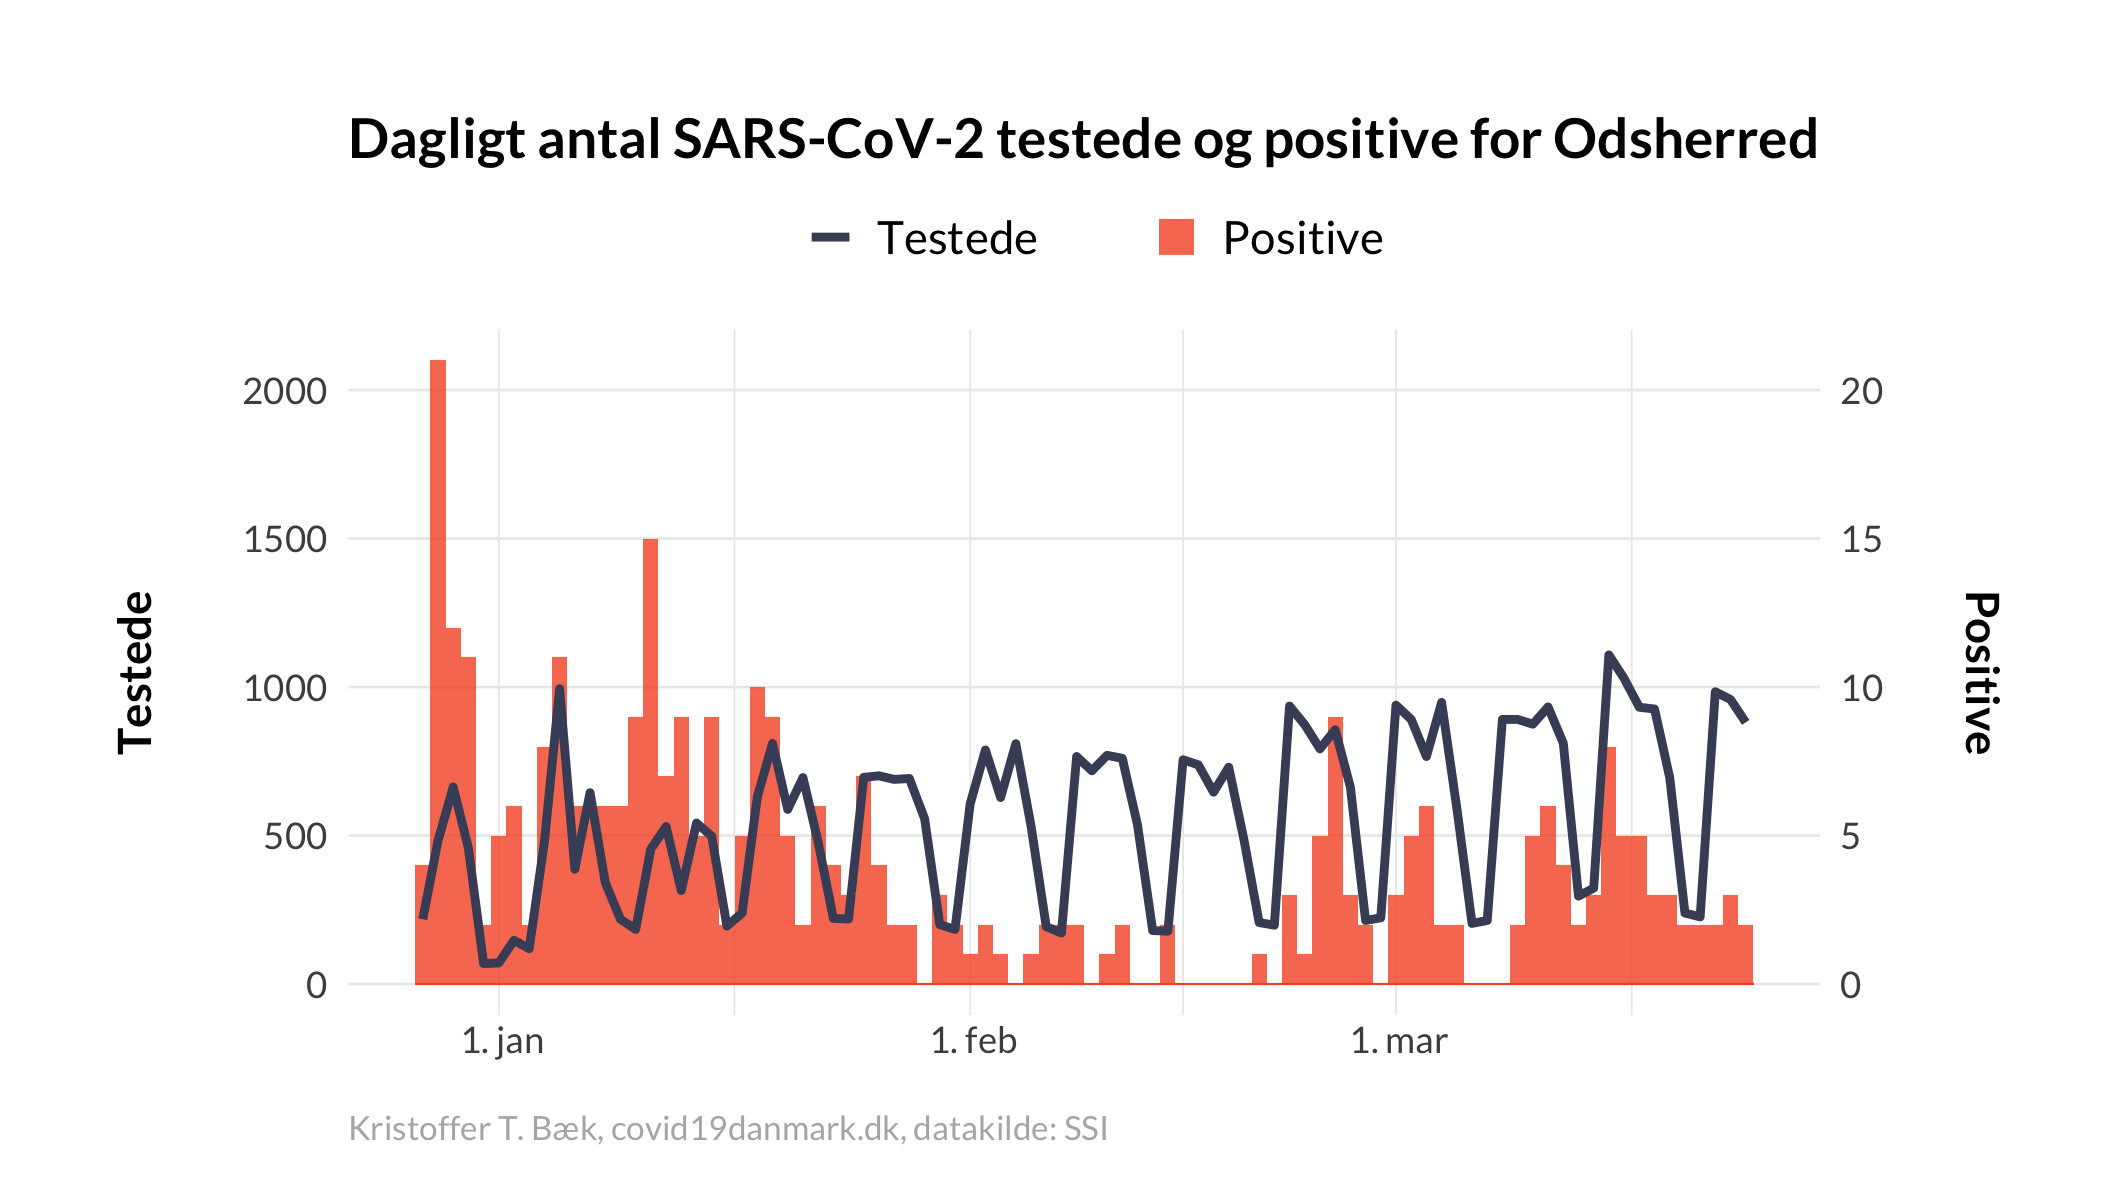 Dagligt antal SARS-CoV-2 testede og positive for Odsherred
Testede Positive
2000 20
1500 15
1000 10
500 5
0 0
Testede
Positive
1. jan 1. feb 1. mar
Kristoffer T. Bæk, covid19danmark.dk, datakilde: SSI